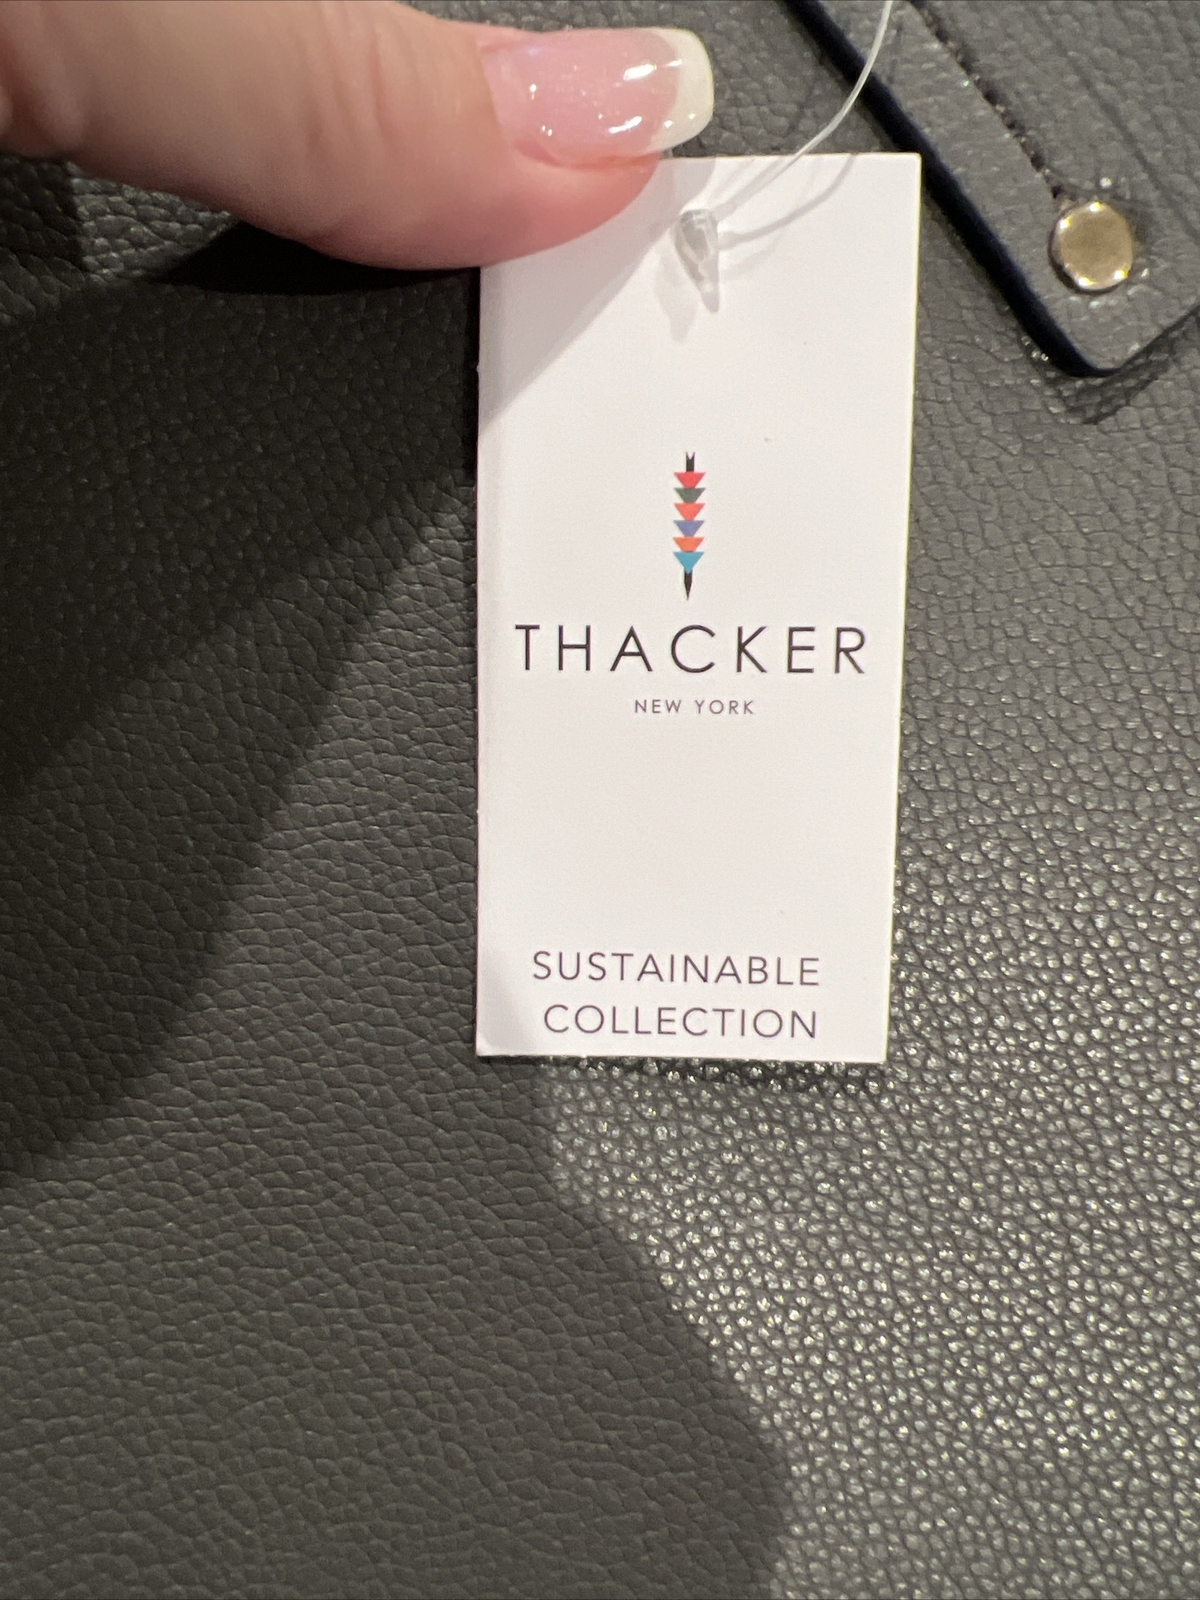 THACKER
NEW YORK
SUSTAINABLE
COLLECTION